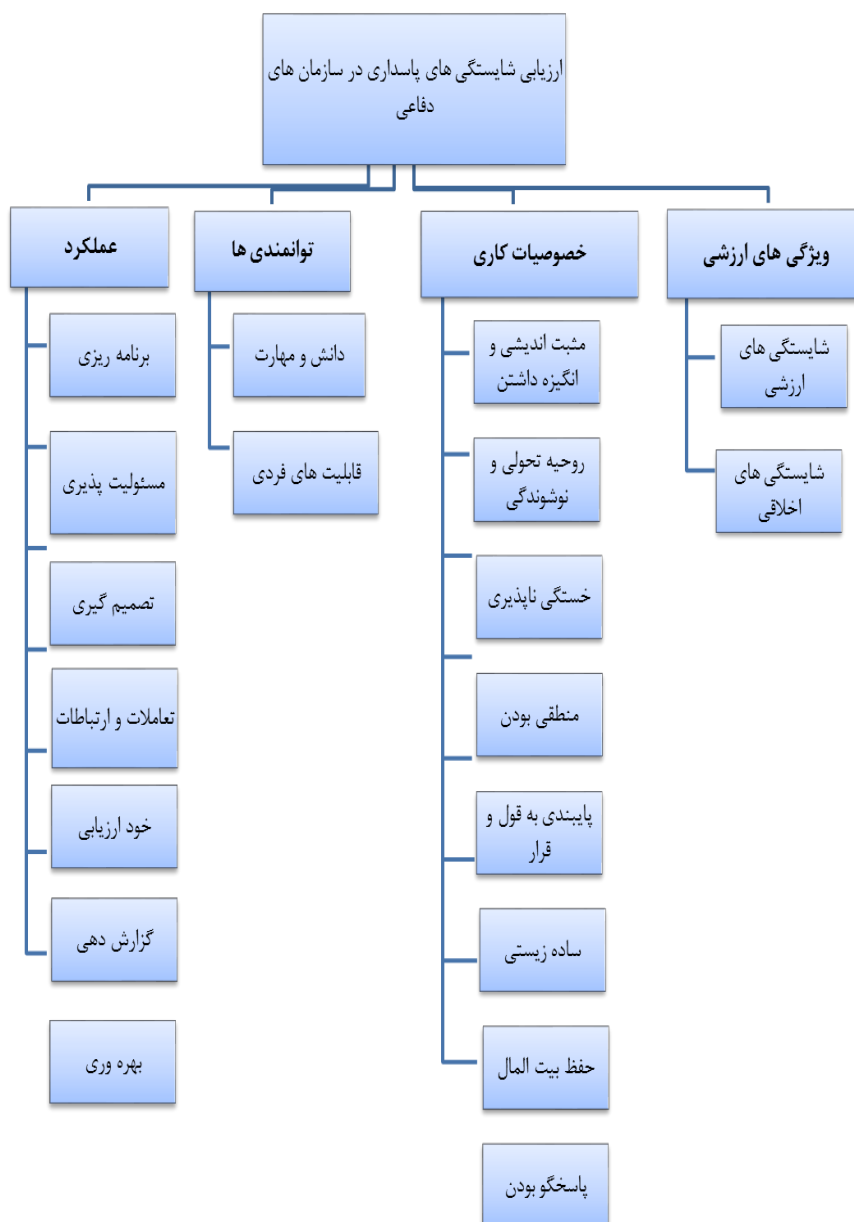 ارزیابی شایستگی های پاسداری در سازمان های
دفاعی
ویژگی های ارزشی
شایستگی های
ارزشی
شایستگی های
اخلاقی
خصوصیات کاری
مثبت اندیشی و
انگیزه داشتن
روحیه تحولی و
نوشوندگی
خستگی ناپذیری
منطقی بودن
پایبندی به قول و
قرار
ساده زیستی
حفظ بیت المال
پاسخگو بودن
توانمندی ها
دانش و مهارت
قابلیت های فردی
عملکرد
برنامه ریزی
مسئولیت پذیری
تصمیم گیری
تعاملات و ارتباطات
خود ارزیابی
گزارش دهی
بهره وری